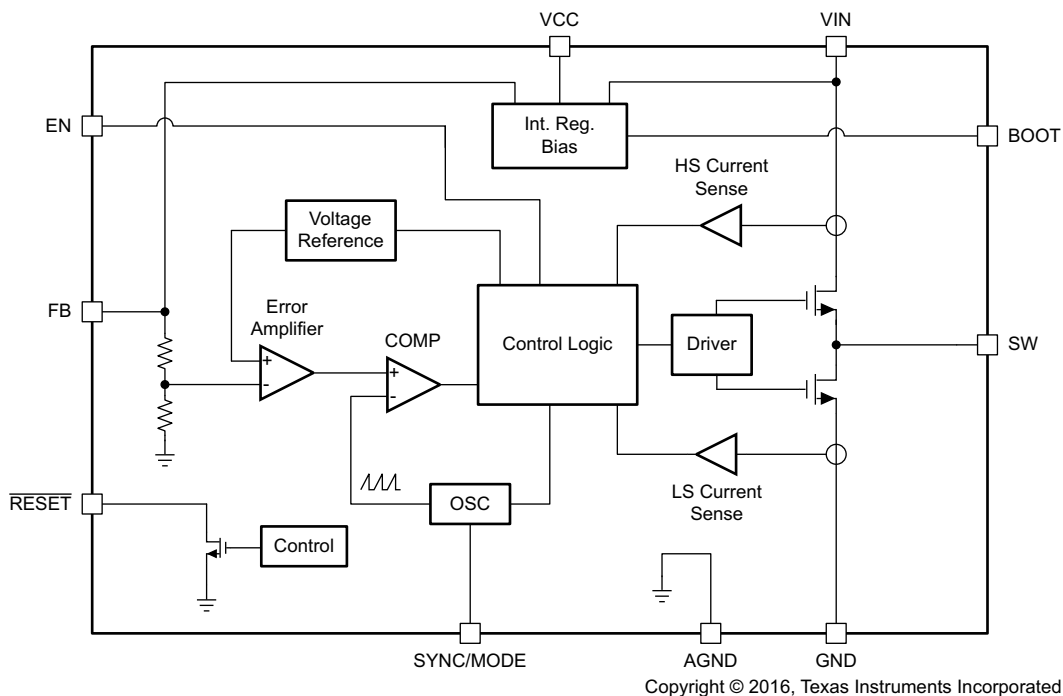 VCC
VIN
EN
Int. Reg.
Bias
BOOT
HS Current
Sense
Voltage
Reference
FB
Error
Amplifier
+
-
COMP
+
-
Control Logic
Driver
SW
LS Current
Sense
OSC
RESET
Control
SYNC/MODE
AGND
GND
Copyright © 2016, Texas Instruments Incorporated